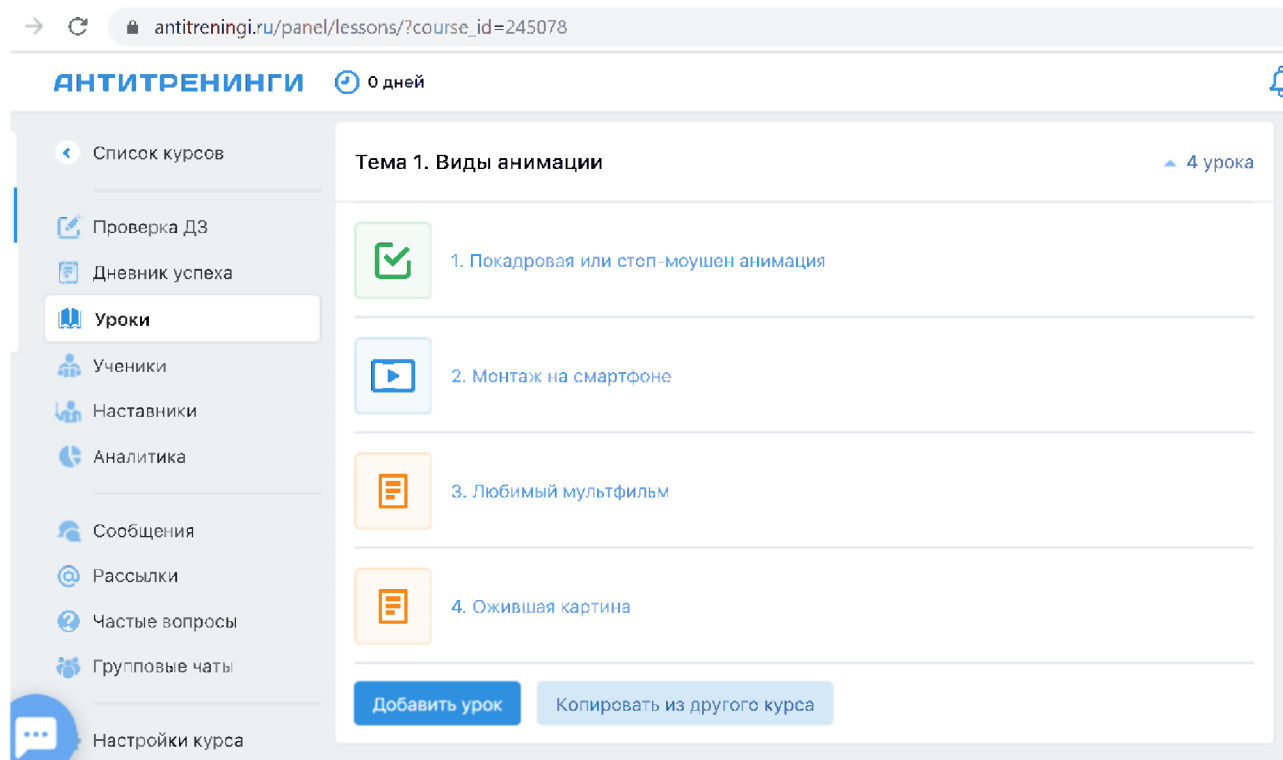 antitreningi.ru/panel/lessons/?course_id=245078
АНТИТРЕНИНГИ 0 дней
Список курсов
Проверка ДЗ
Дневник успеха
Уроки
Ученики
Наставники
Аналитика
Сообщения
Рассылки
Частые вопросы
Групповые чаты
Настройки курса
Тема 1. Виды анимации 4 урока
1. Покадровая или стоп-моушен анимация
2. Монтаж на смартфоне
3. Любимый мультфильм
4. Ожившая картина
Добавить урок Копировать из другого курса